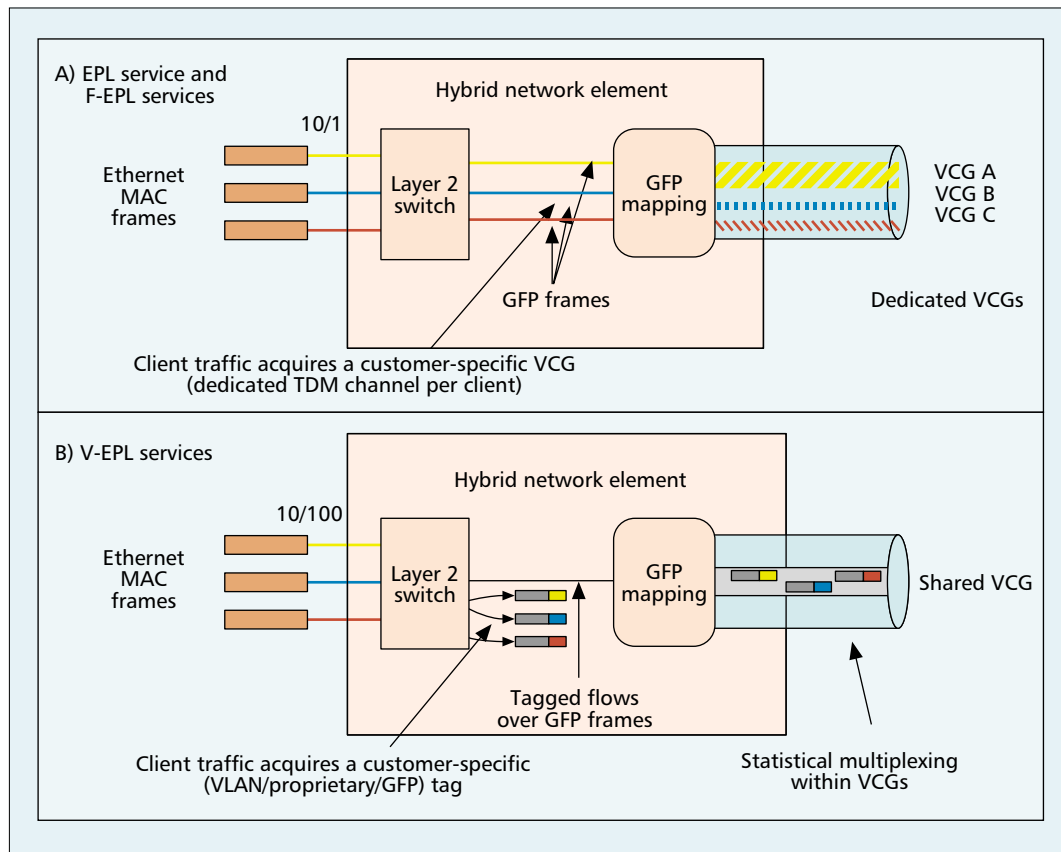 A) EPL service and
F-EPL services
Hybrid network element
10/1
Ethernet
MAC
frames
Layer 2
switch
GFP
mapping
VCG A
VCG B
VCG C
GFP frames
Dedicated VCGs
Client traffic acquires a customer-specific VCG
(dedicated TDM channel per client)
B) V-EPL services
Hybrid network element
10/100
Ethernet
MAC
frames
Layer 2
switch
GFP
mapping
Shared VCG
Tagged flows
over GFP frames
Client traffic acquires a customer-specific
(VLAN/proprietary/GFP) tag
Statistical multiplexing
within VCGs